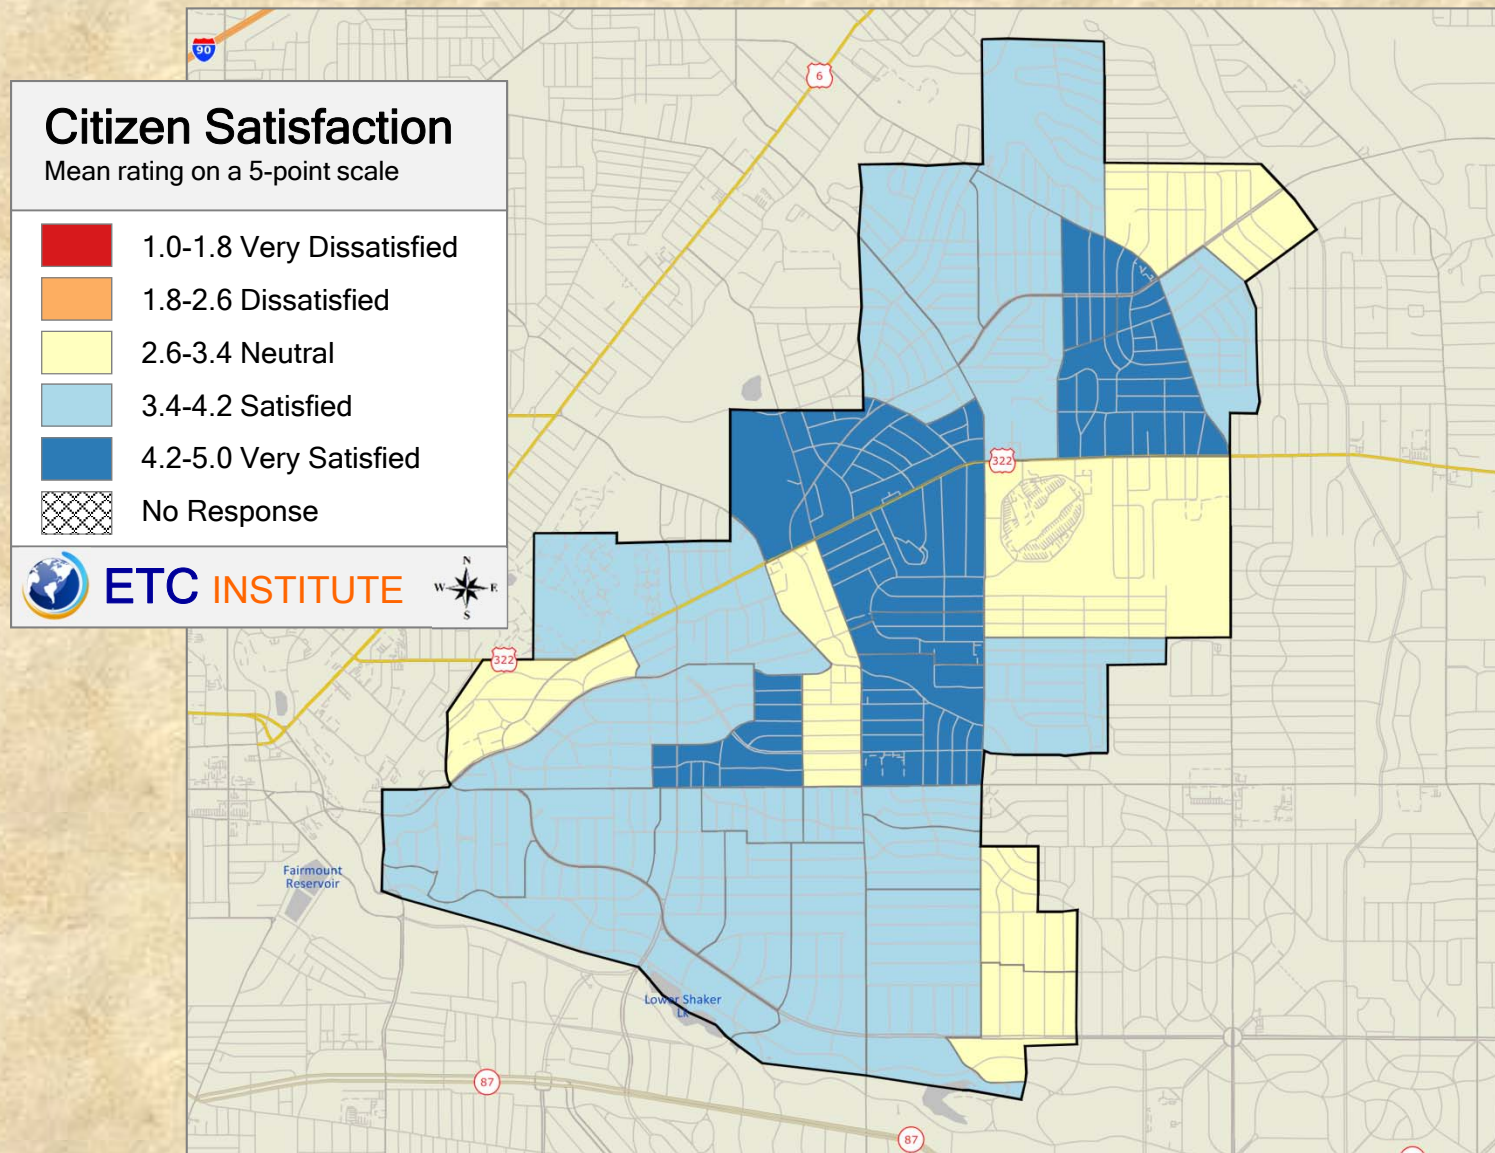 90
6
Citizen Satisfaction
Mean rating on a 5-point scale
1.0-1.8 Very Dissatisfied
1.8-2.6 Dissatisfied
2.6-3.4 Neutral
3.4-4.2 Satisfied
4.2-5.0 Very Satisfied
No Response
ETC INSTITUTE
N
W E
S
322
322
Fairmount
Reservoir
Lower Shaker
Lk
87
87